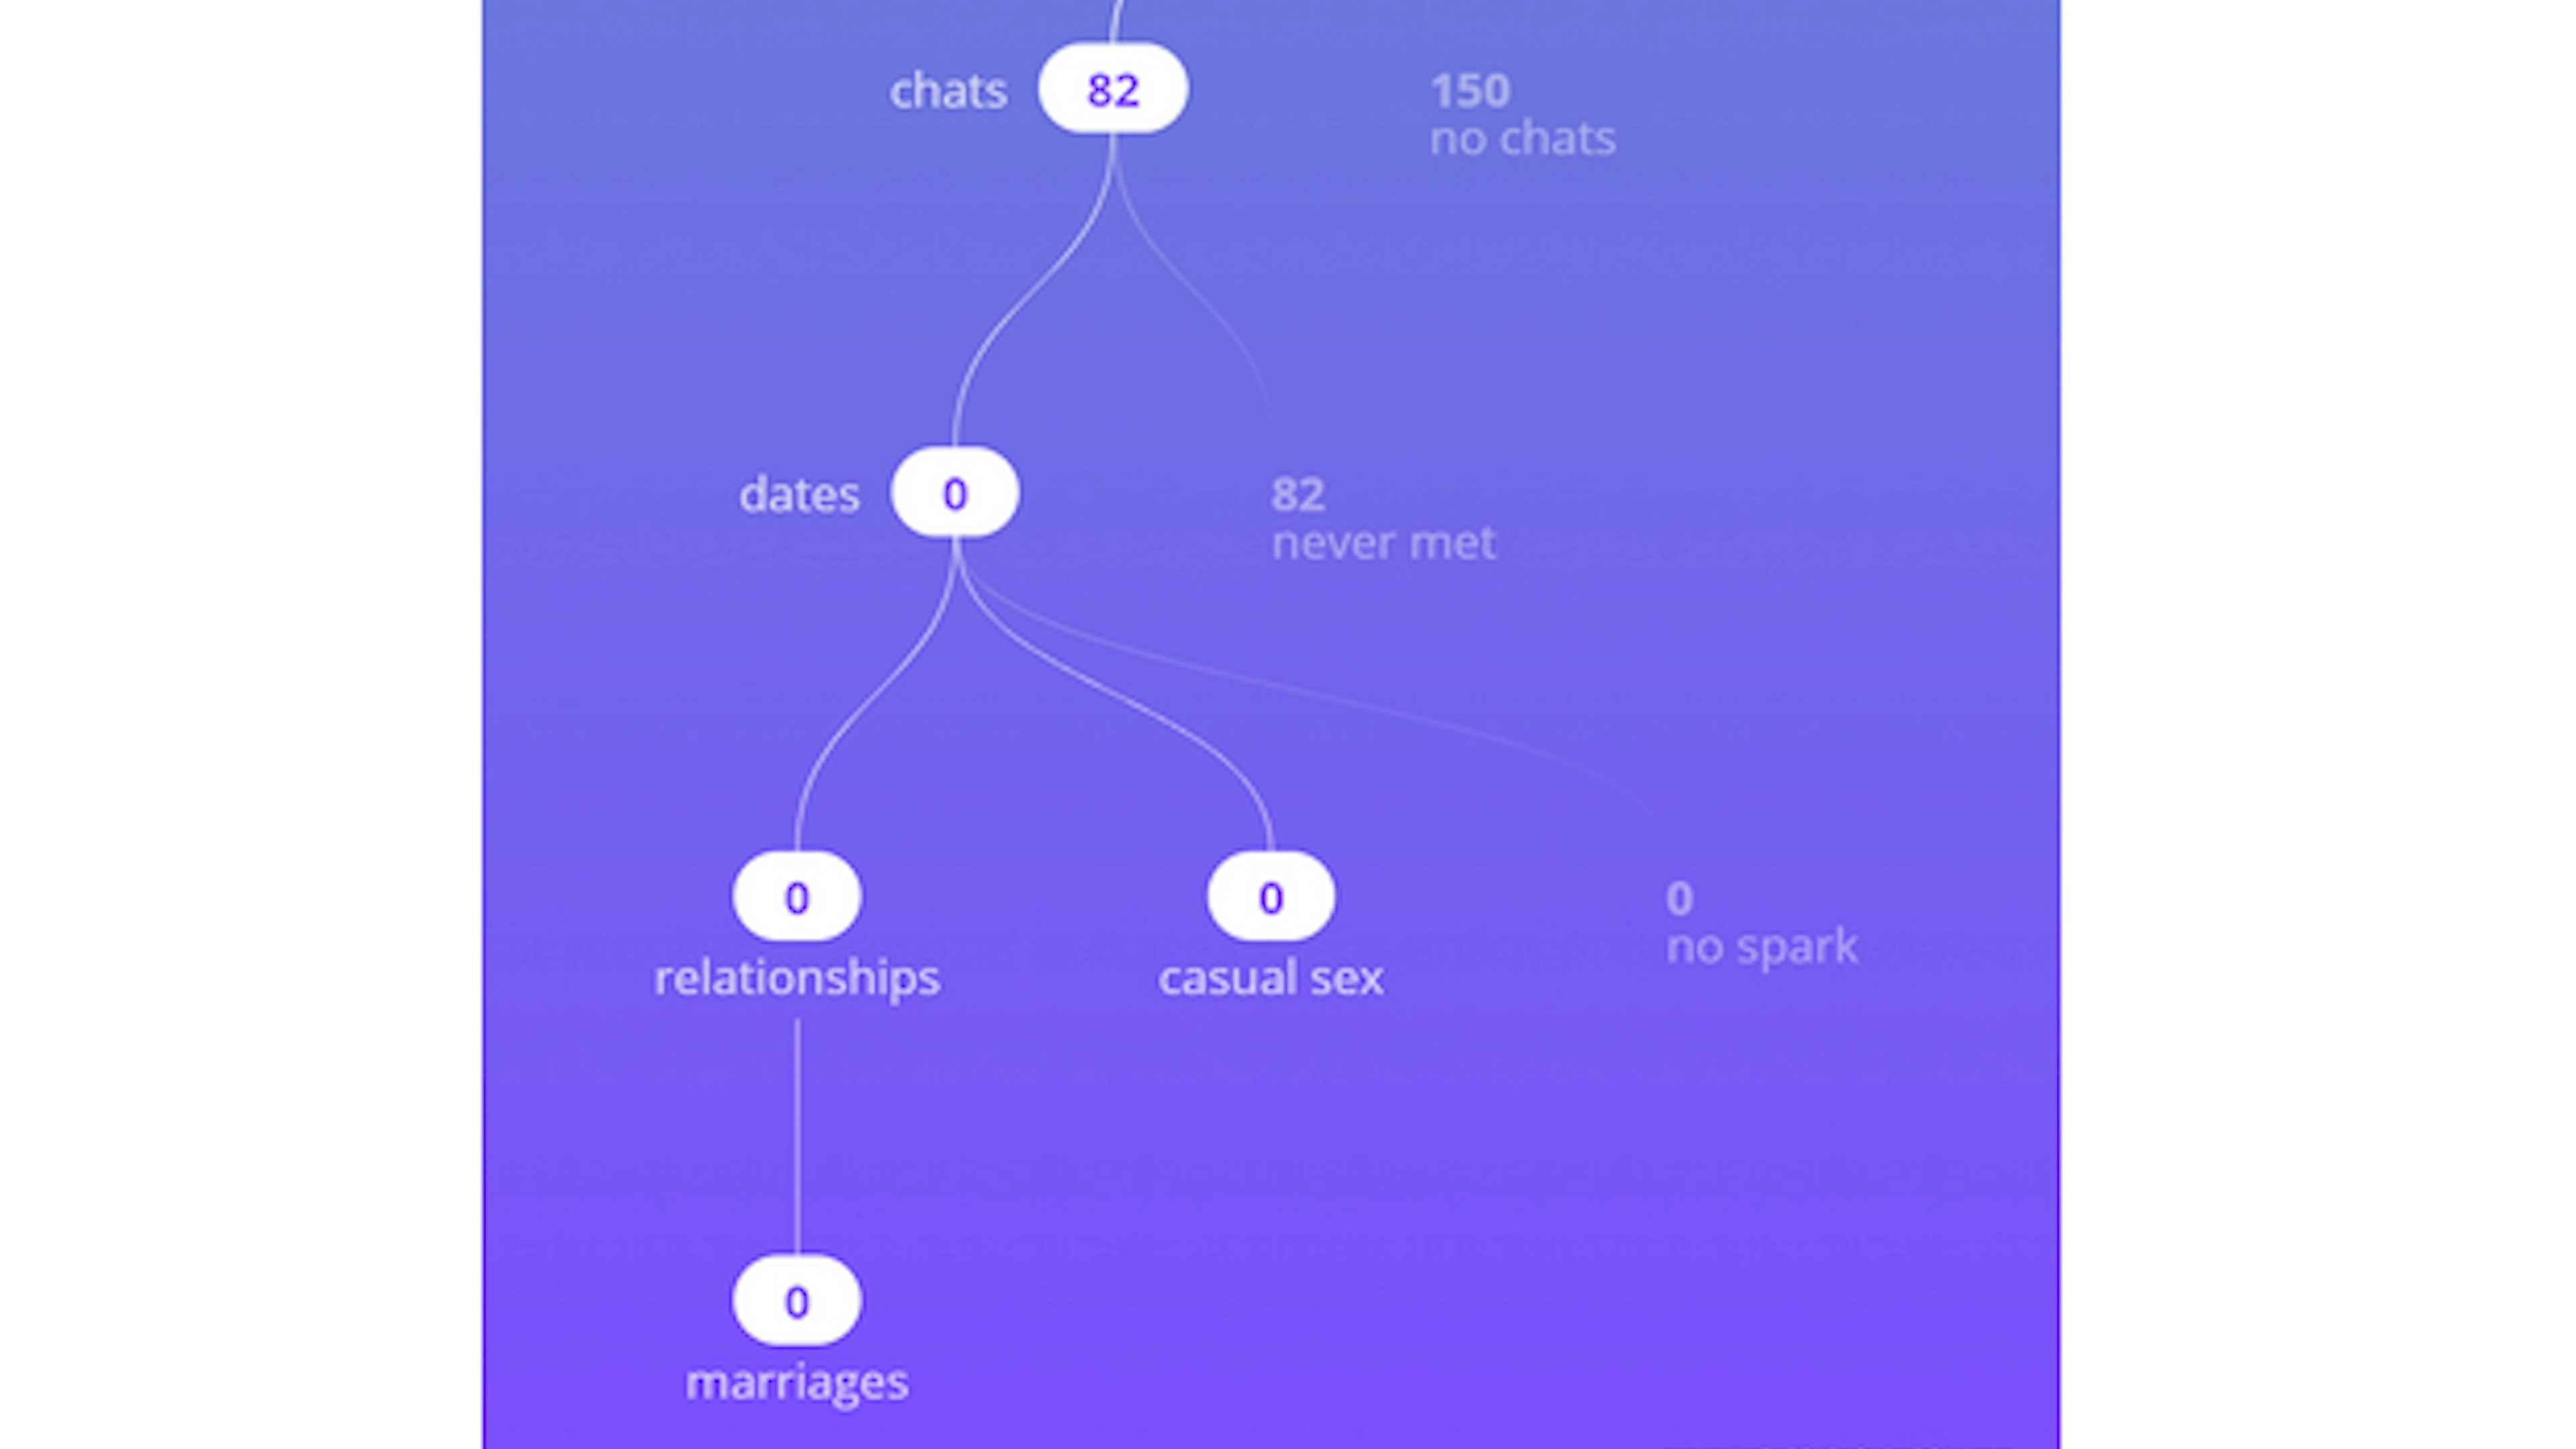 chats 82
150
no chats
dates 0
82
never met
0
relationships
0
casual sex
0
no spark
0
marriages